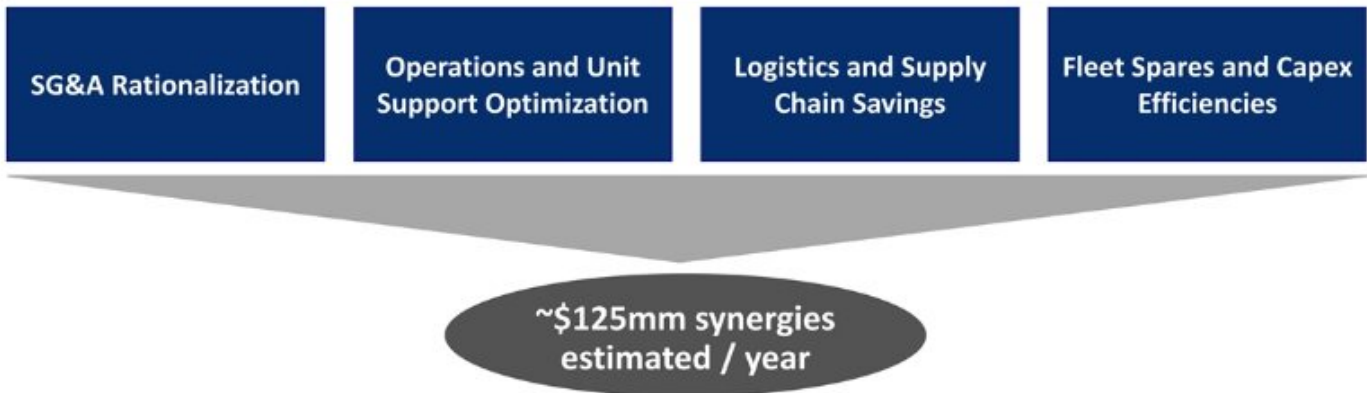 SG&A Rationalization
Operations and Unit
Support Optimization
Logistics and Supply
Chain Savings
Fleet Spares and Capex
Efficiencies
~$125mm synergies
estimated / year